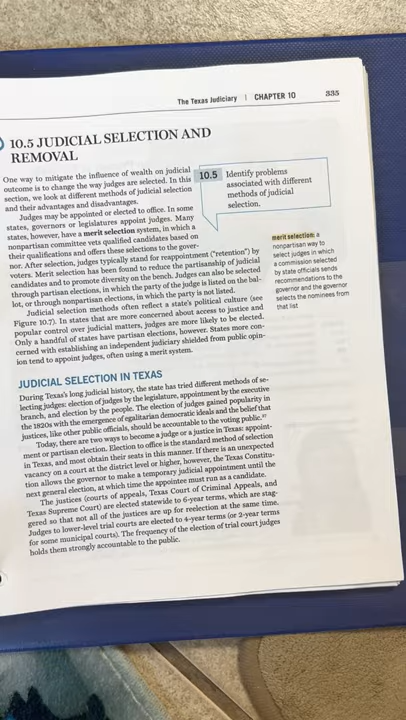 The Texas Judiciary | CHAPTER 10 335
10.5 JUDICIAL SELECTION AND
REMOVAL
One way to mitigate the influence of wealth on judicial
outcome is to change the way judges are selected. In this
section, we look at different methods of judicial selection
and their advantages and disadvantages.
Judges may be appointed or elected to office. In some
states, governors or legislatures appoint judges. Many
states, however, have a merit selection system, in which a
nonpartisan committee vets qualified candidates based on
their qualifications and offers these selections to the gover-
nor. After selection, judges typically stand for reappointment ("retention") by
voters. Merit selection has been found to reduce the partisanship of judicial
candidates and to promote diversity on the bench. Judges can also be selected
through partisan elections, in which the party of the judge is listed on the bal-
lot, or through nonpartisan elections, in which the party is not listed.
Judicial selection methods often reflect a state's political culture (see
Figure 10.7). In states that are more concerned about access to justice and
popular control over judicial matters, judges are more likely to be elected.
Only a handful of states have partisan elections, however. States more con-
cerned with establishing an independent judiciary shielded from public opin-
ion tend to appoint judges, often using a merit system.
10.5 Identify problems
associated with different
methods of judicial
selection.
merit selection: a
nonpartisan way to
select judges in which
a commission selected
by state officials sends
recommendations to the
governor and the governor
selects the nominees from
that list
JUDICIAL SELECTION IN TEXAS
During Texas's long judicial history, the state has tried different methods of se-
lecting judges: election of judges by the legislature, appointment by the executive
branch, and election by the people. The election of judges gained popularity in
the 1820s with the emergence of egalitarian democratic ideals and the belief that
justices, like other public officials, should be accountable to the voting public.
Today, there are two ways to become a judge or a justice in Texas: appoint-
ment or partisan election. Election to office is the standard method of selection
in Texas, and most obtain their seats in this manner. If there is an unexpected
vacancy on a court at the district level or higher, however, the Texas Constitu-
tion allows the governor to make a temporary judicial appointment until the
next general election, at which time the appointee must run as a candidate.
The justices (courts of appeals, Texas Court of Criminal Appeals, and
Texas Supreme Court) are elected statewide to 6-year terms, which are stag-
gered so that not all of the justices are up for reelection at the same time.
Judges to lower-level trial courts are elected to 4-year terms (or 2-year terms
for some municipal courts). The frequency of the election of trial court judges
holds them strongly accountable to the public.